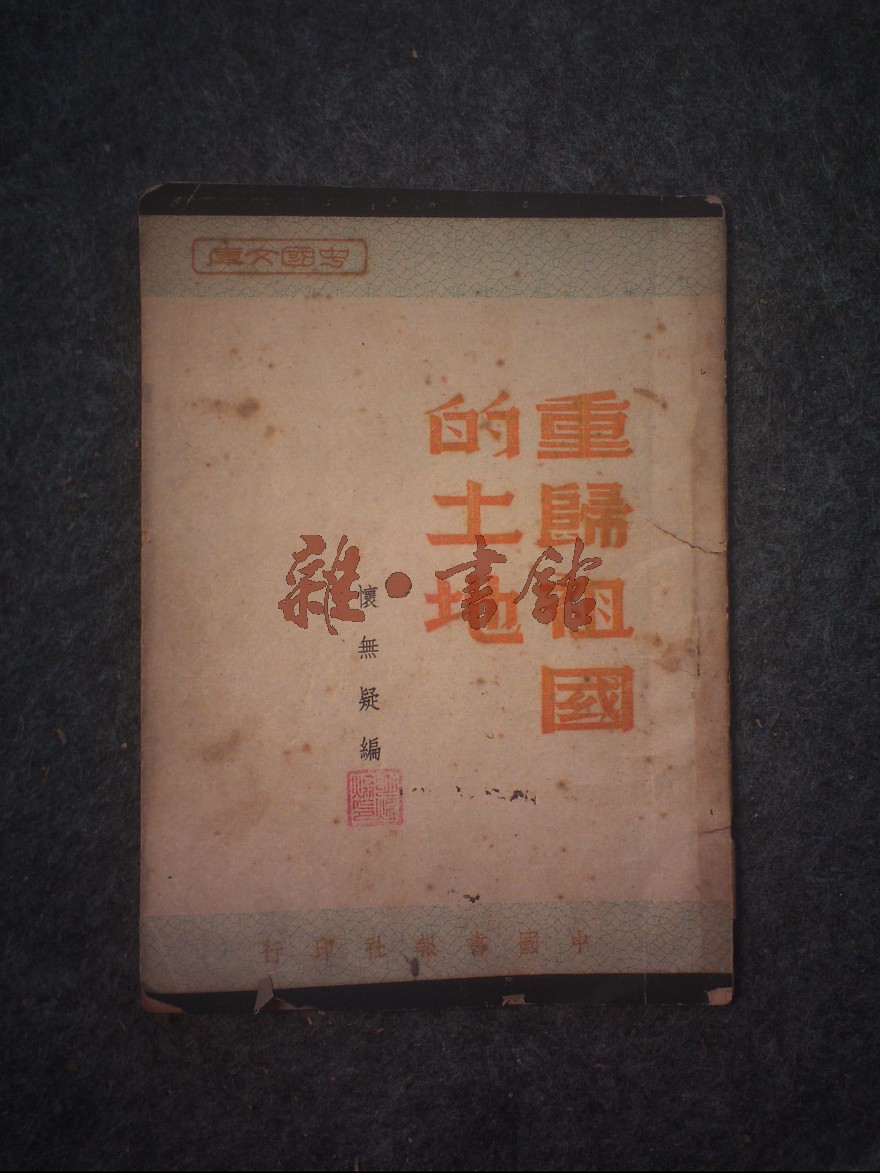 中國文庫
重歸祖國
的土地
懷無疑編
中國書報社印行
雜·書館